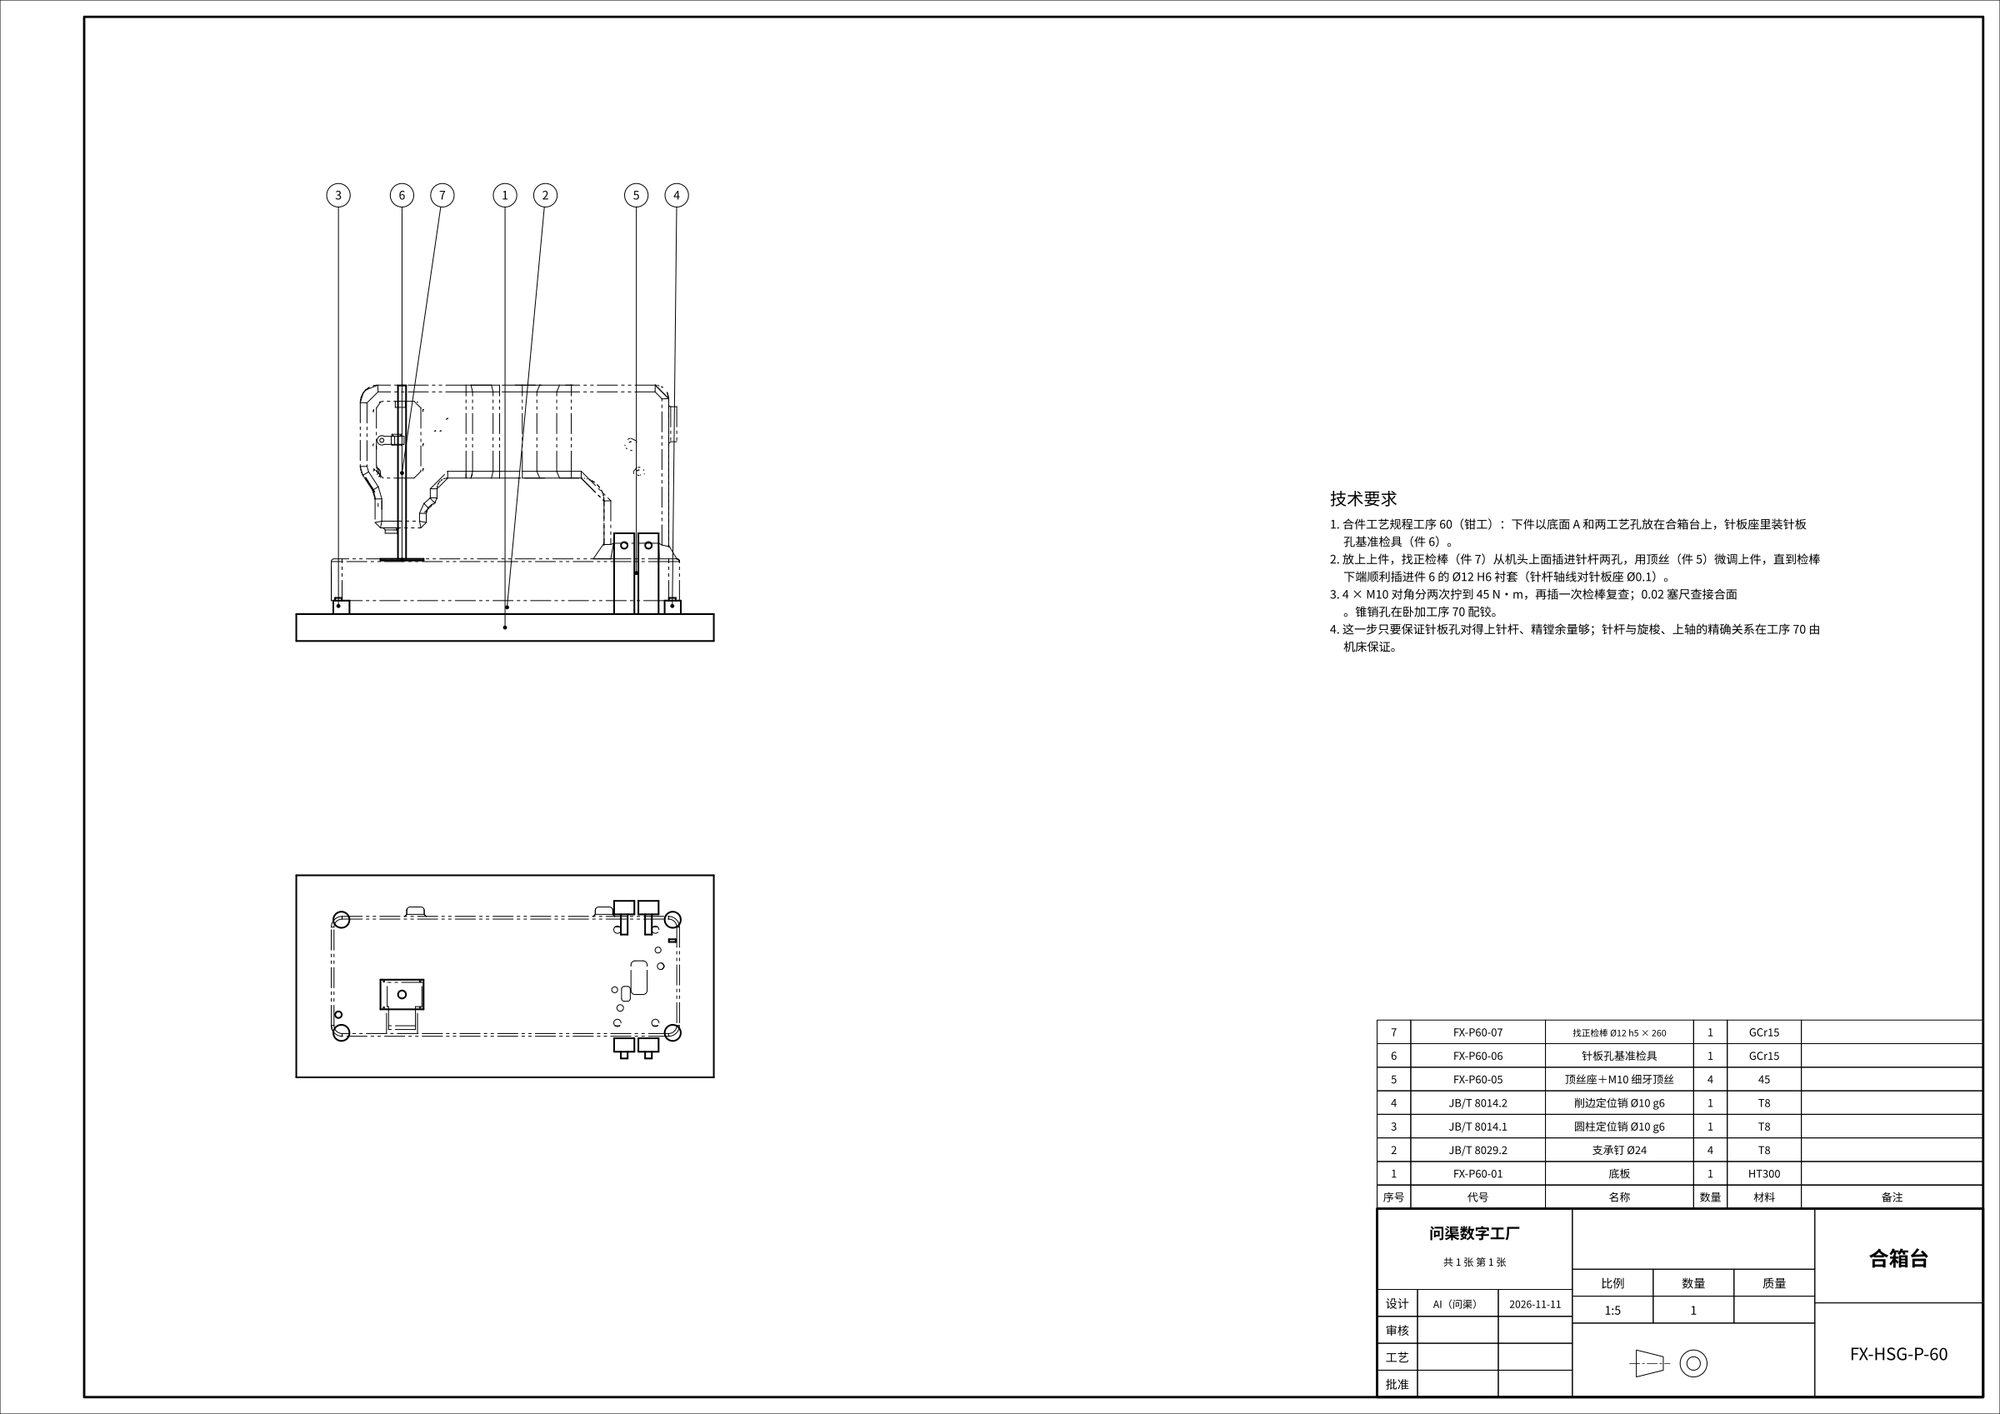 3 6 7 1 2 5 4
技术要求
1. 合件工艺规程工序 60（钳工）：下件以底面 A 和两工艺孔放在合箱台上，针板座里装针板
孔基准检具（件 6）。
2. 放上上件，找正检棒（件 7）从机头上面插进针杆两孔，用顶丝（件 5）微调上件，直到检棒
下端顺利插进件 6 的 Ø12 H6 衬套（针杆轴线对针板座 Ø0.1）。
3. 4 × M10 对角分两次拧到 45 N·m，再插一次检棒复查；0.02 塞尺查接合面
。锥销孔在卧加工序 70 配铰。
4. 这一步只要保证针板孔对得上针杆、精镗余量够；针杆与旋梭、上轴的精确关系在工序 70 由
机床保证。
7 FX-P60-07 找正检棒 Ø12 h5 × 260 1 GCr15
6 FX-P60-06 针板孔基准检具 1 GCr15
5 FX-P60-05 顶丝座＋M10 细牙顶丝 4 45
4 JB/T 8014.2 削边定位销 Ø10 g6 1 T8
3 JB/T 8014.1 圆柱定位销 Ø10 g6 1 T8
2 JB/T 8029.2 支承钉 Ø24 4 T8
1 FX-P60-01 底板 1 HT300
序号 代号 名称 数量 材料 备注
问渠数字工厂
共 1 张 第 1 张
合箱台
比例 数量 质量
设计 AI（问渠） 2026-11-11
1:5 1
审核
工艺
FX-HSG-P-60
批准